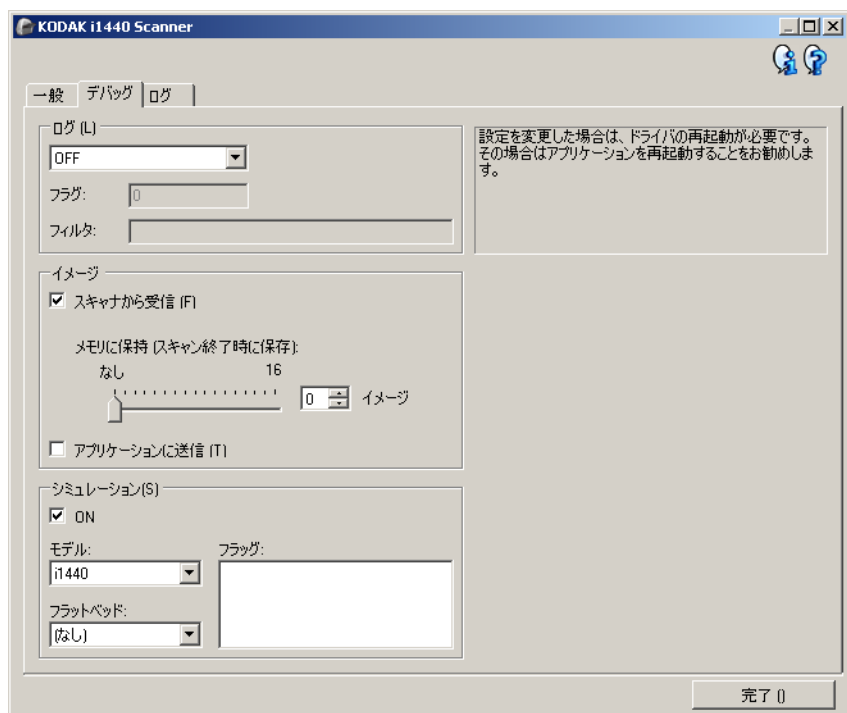 KODAK i1440 Scanner
一般 デバッグ ログ
ログ (L)
OFF
フラグ: 0
フィルタ:
設定を変更した場合は、ドライバの再起動が必要です。
その場合はアプリケーションを再起動することをお勧めしま
す。
イメージ
スキャナから受信 (F)
メモリに保持 (スキャン終了時に保存):
なし 16
0 イメージ
アプリケーションに送信 (T)
シミュレーション(S)
ON
モデル: フラッグ:
i1440
フラットベッド:
(なし)
完了 ()